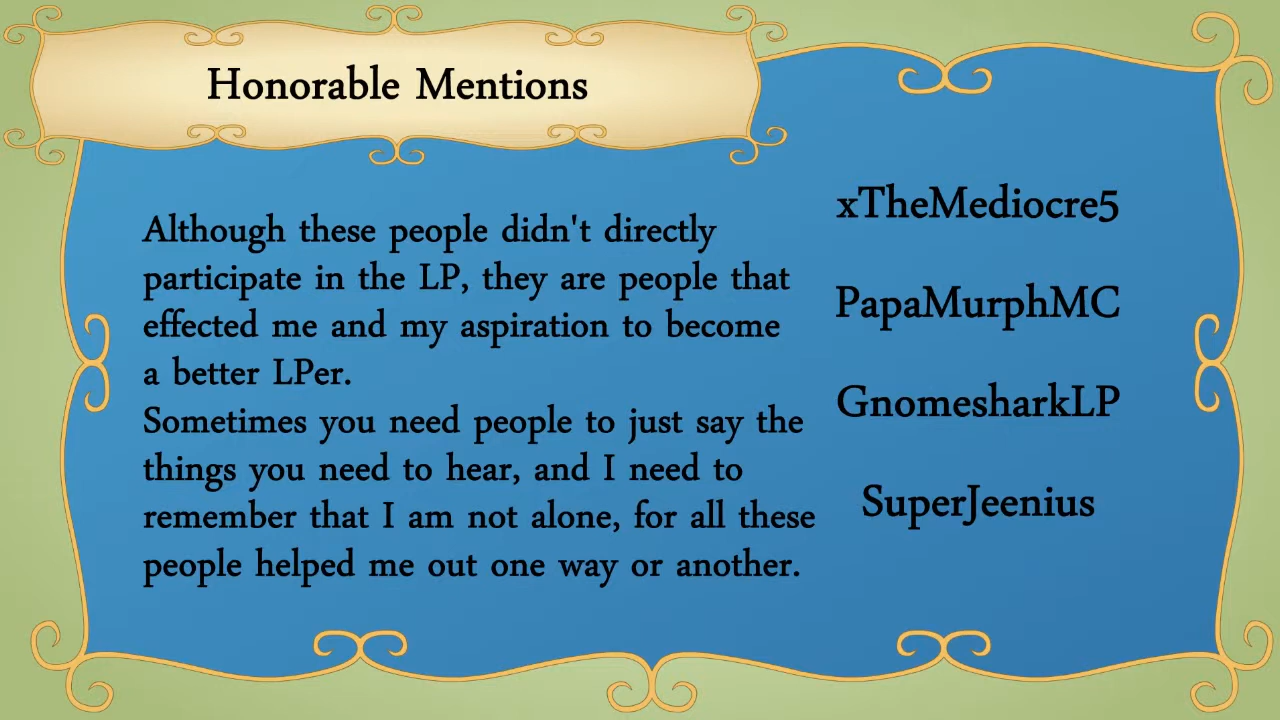 Honorable Mentions
Although these people didn't directly
participate in the LP, they are people that
effected me and my aspiration to become
a better LPer.
Sometimes you need people to just say the
things you need to hear, and I need to
remember that I am not alone, for all these
people helped me out one way or another.
xTheMediocre5
PapaMurphMC
GnomesharkLP
SuperJeenius